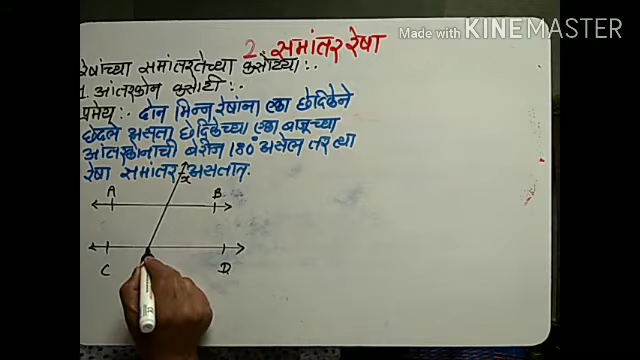 Made with KINEMASTER
2. समांतर रेषा
रेषांच्या समांतरतेच्या कसोट्या :-
1. आंतरकोन कसोटी :-
प्रमेय :- दोन भिन्न रेषांना एका छेदिकेने
छेदले असता छेदिकेच्या एका बाजूच्या
आंतरकोनांची बेरीज 180° असेल तर त्या
रेषा समांतर असतात.
x
A B
C D